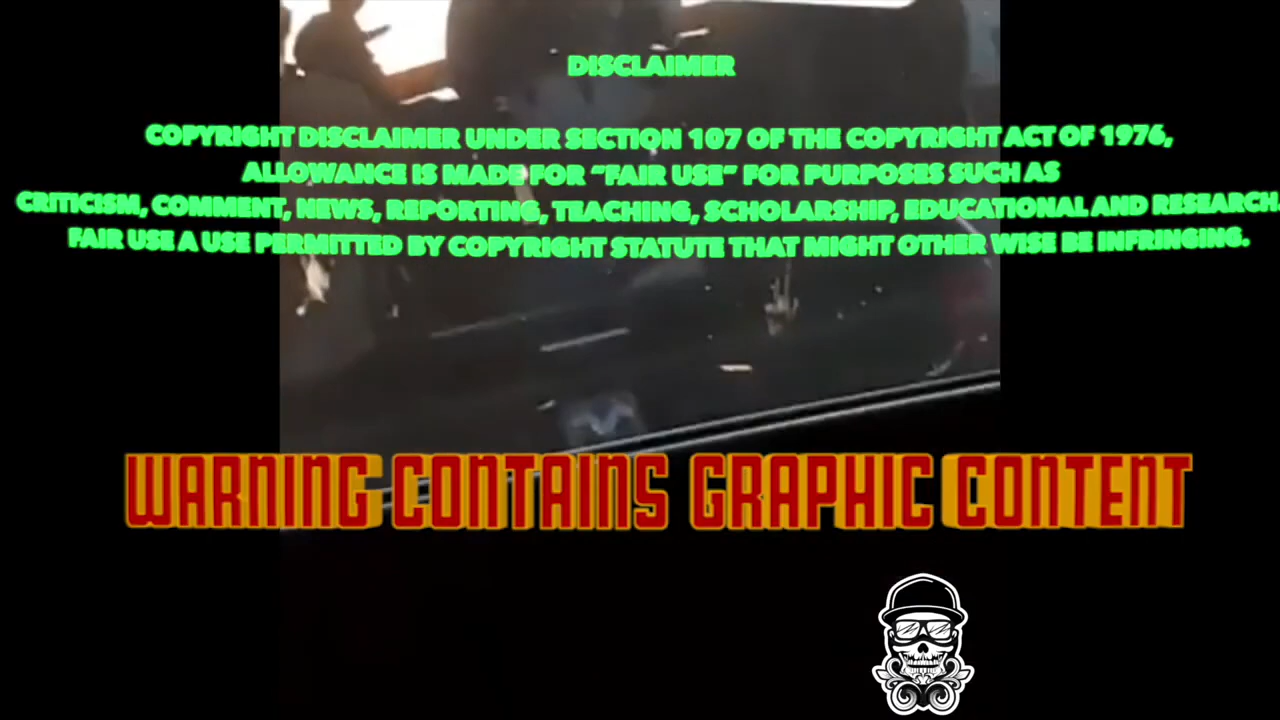 DISCLAIMER
COPYRIGHT DISCLAIMER UNDER SECTION 107 OF THE COPYRIGHT ACT OF 1976,
ALLOWANCE IS MADE FOR "FAIR USE" FOR PURPOSES SUCH AS
CRITICISM, COMMENT, NEWS, REPORTING, TEACHING, SCHOLARSHIP, EDUCATIONAL AND RESEARCH.
FAIR USE A USE PERMITTED BY COPYRIGHT STATUTE THAT MIGHT OTHER WISE BE INFRINGING.
WARNING CONTAINS GRAPHIC CONTENT